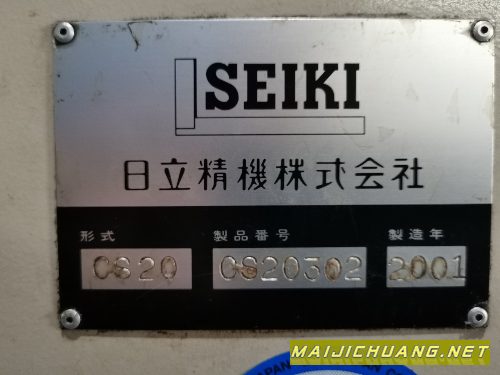 SEIKI
日立精機株式会社
形式 製品番号 製造年
CS20 CS20302 2001
MAIJICHUANG.NET